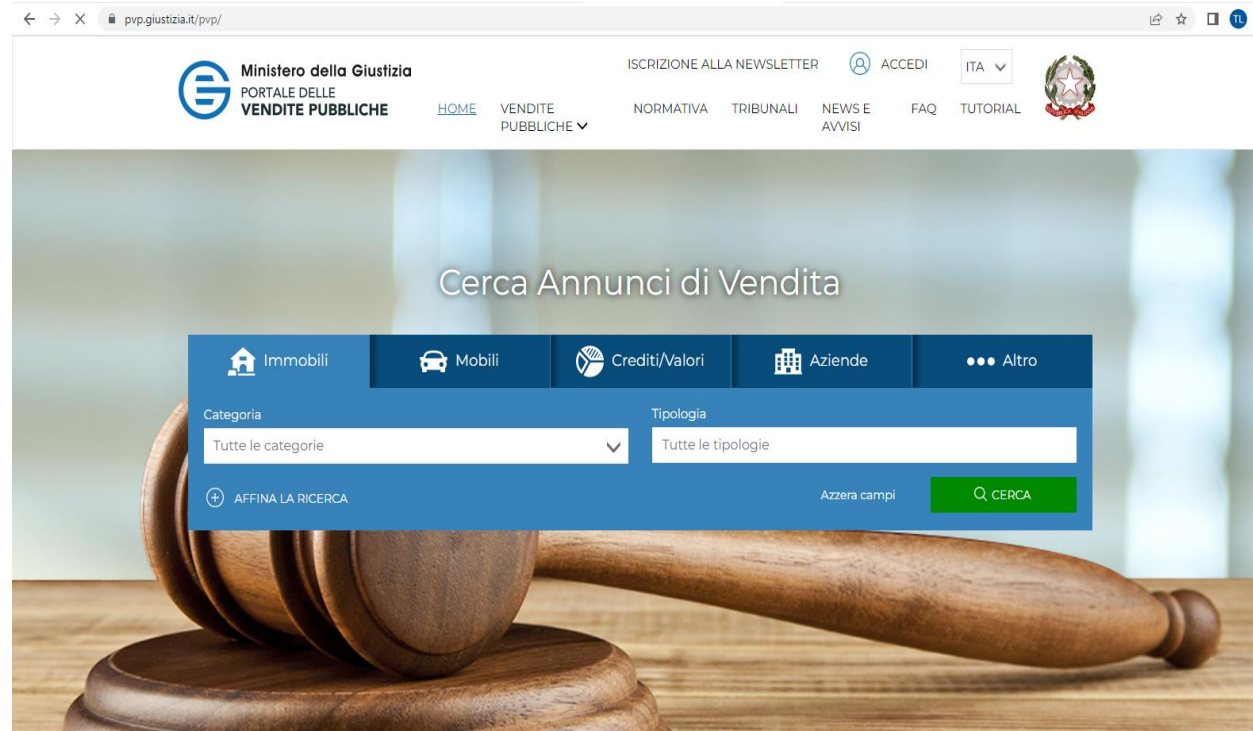 pvp.giustizia.it/pvp/
TL
Ministero della Giustizia
PORTALE DELLE
VENDITE PUBBLICHE
ISCRIZIONE ALLA NEWSLETTER
ACCEDI
ITA
HOME
VENDITE
PUBBLICHE
NORMATIVA
TRIBUNALI
NEWS E
AVVISI
FAQ
TUTORIAL
Cerca Annunci di Vendita
Immobili
Mobili
Crediti/Valori
Aziende
Altro
Categoria
Tipologia
Tutte le categorie
Tutte le tipologie
AFFINA LA RICERCA
Azzera campi
CERCA